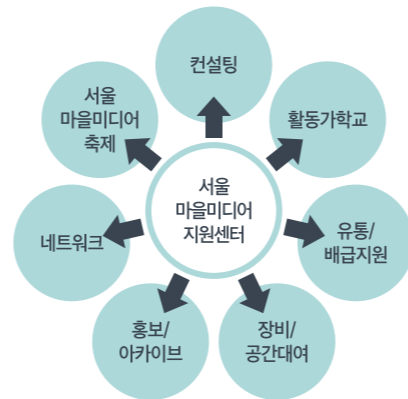 컨설팅
서울
마을미디어
축제
활동가학교
서울
마을미디어
지원센터
네트워크
유통/
배급지원
홍보/
아카이브
장비/
공간대여